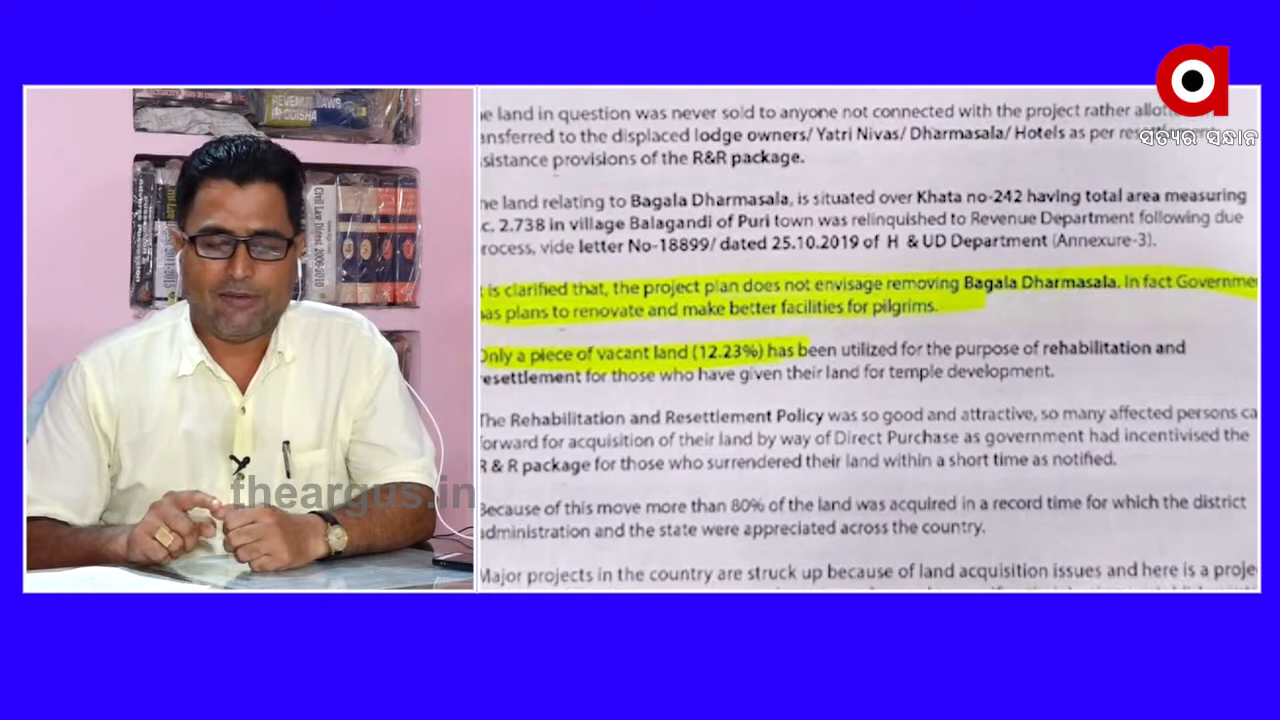 REVENUE LAWS
IN ODISHA
Civil Law Digest 2006-2010
2011-2015
theargus.in
ସତ୍ୟର ସନ୍ଧାନ
e land in question was never sold to anyone not connected with the project rather
ansferred to the displaced lodge owners/ Yatri Nivas/ Dharmasala/ Hotels as per
sistance provisions of the R&R package.
he land relating to Bagala Dharmasala, is situated over Khata no-242 having total area measuring
c. 2.738 in village Balagandi of Puri town was relinquished to Revenue Department following due
rocess, vide letter No-18899/ dated 25.10.2019 of H & UD Department (Annexure-3).
t is clarified that, the project plan does not envisage removing Bagala Dharmasala. In fact Governme
as plans to renovate and make better facilities for pilgrims.
Only a piece of vacant land (12.23%) has been utilized for the purpose of rehabilitation and
esettlement for those who have given their land for temple development.
The Rehabilitation and Resettlement Policy was so good and attractive, so many affected persons ca
forward for acquisition of their land by way of Direct Purchase as government had incentivised the
R & R package for those who surrendered their land within a short time as notified.
Because of this move more than 80% of the land was acquired in a record time for which the district
administration and the state were appreciated across the country.
Major projects in the country are struck up because of land acquisition issues and here is a proje